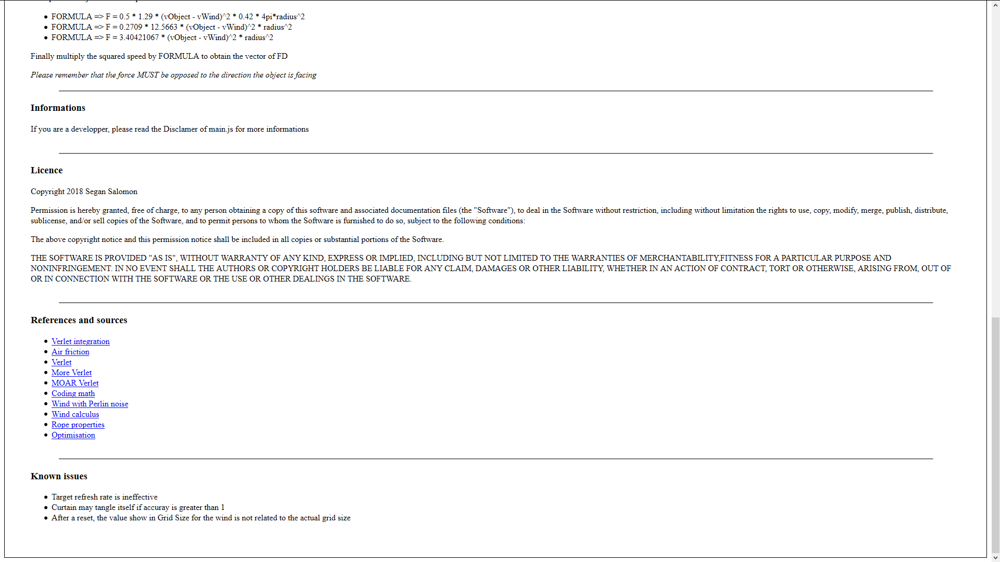 FORMULA => F = 0.5 * 1.29 * (vObject - vWind)^2 * 0.42 * 4pi*radius^2
FORMULA => F = 0.2709 * 12.5663 * (vObject - vWind)^2 * radius^2
FORMULA => F = 3.40421067 * (vObject - vWind)^2 * radius^2
Finally multiply the squared speed by FORMULA to obtain the vector of FD
Please remember that the force MUST be opposed to the direction the object is facing
Informations
If you are a developper, please read the Disclamer of main.js for more informations
Licence
Copyright 2018 Segan Salomon
Permission is hereby granted, free of charge, to any person obtaining a copy of this software and associated documentation files (the "Software"), to deal in the Software without restriction, including without limitation the rights to use, copy, modify, merge, publish, distribute,
sublicense, and/or sell copies of the Software, and to permit persons to whom the Software is furnished to do so, subject to the following conditions:
The above copyright notice and this permission notice shall be included in all copies or substantial portions of the Software.
THE SOFTWARE IS PROVIDED "AS IS", WITHOUT WARRANTY OF ANY KIND, EXPRESS OR IMPLIED, INCLUDING BUT NOT LIMITED TO THE WARRANTIES OF MERCHANTABILITY,FITNESS FOR A PARTICULAR PURPOSE AND
NONINFRINGEMENT. IN NO EVENT SHALL THE AUTHORS OR COPYRIGHT HOLDERS BE LIABLE FOR ANY CLAIM, DAMAGES OR OTHER LIABILITY, WHETHER IN AN ACTION OF CONTRACT, TORT OR OTHERWISE, ARISING FROM, OUT OF
OR IN CONNECTION WITH THE SOFTWARE OR THE USE OR OTHER DEALINGS IN THE SOFTWARE.
References and sources
Verlet integration
Air friction
Verlet
More Verlet
MOAR Verlet
Coding math
Wind with Perlin noise
Wind calculus
Rope properties
Optimisation
Known issues
Target refresh rate is ineffective
Curtain may tangle itself if accuray is greater than 1
After a reset, the value show in Grid Size for the wind is not related to the actual grid size